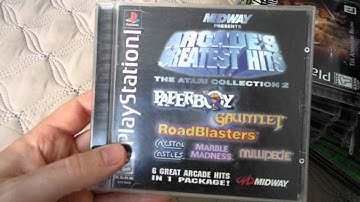 MIDWAY
PRESENTS
ARCADE'S
GREATEST HITS
THE ATARI COLLECTION 2
PAPERBOY
GAUNTLET
RoadBlasters
CRYSTAL
CASTLES
MARBLE
MADNESS
millipede
6 GREAT ARCADE HITS
IN 1 PACKAGE!
MIDWAY
PlayStation